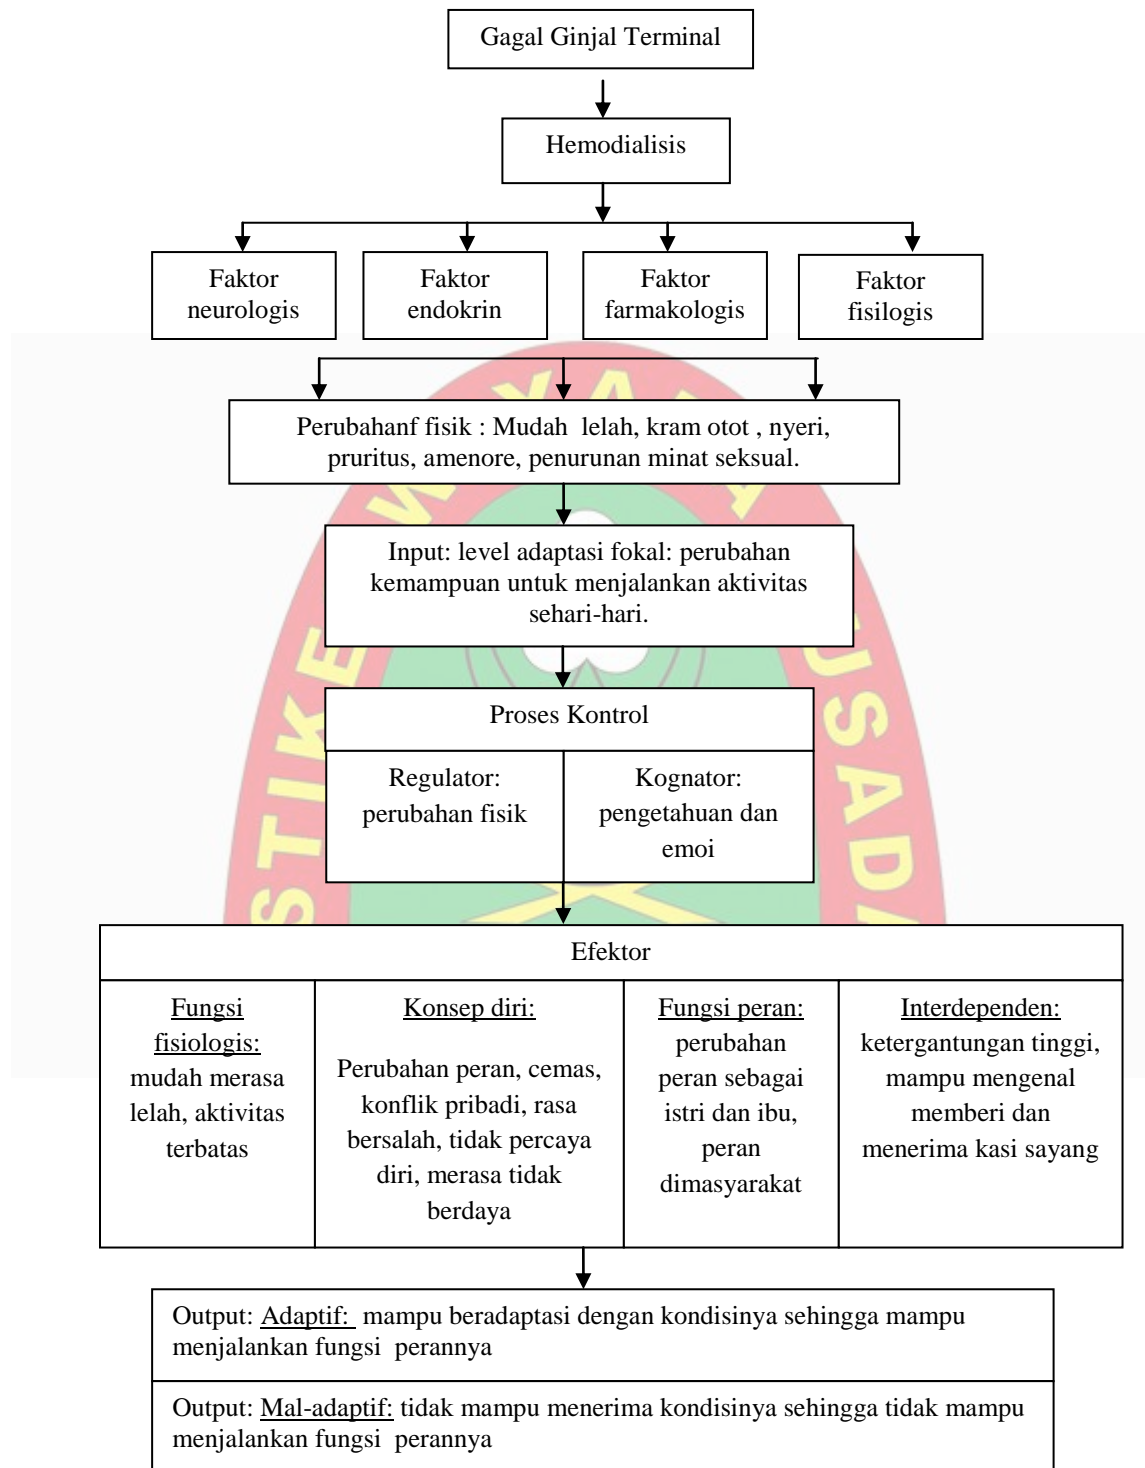 Gagal Ginjal Terminal
Hemodialisis
Faktor
neurologis
Faktor
endokrin
Faktor
farmakologis
Faktor
fisilogis
Perubahanf fisik : Mudah lelah, kram otot , nyeri,
pruritus, amenore, penurunan minat seksual.
Input: level adaptasi fokal: perubahan
kemampuan untuk menjalankan aktivitas
sehari-hari.
Proses Kontrol
Regulator:
perubahan fisik
Kognator:
pengetahuan dan
emoi
Efektor
Fungsi
fisiologis:
mudah merasa
lelah, aktivitas
terbatas
Konsep diri:
Perubahan peran, cemas,
konflik pribadi, rasa
bersalah, tidak percaya
diri, merasa tidak
berdaya
Fungsi peran:
perubahan
peran sebagai
istri dan ibu,
peran
dimasyarakat
Interdependen:
ketergantungan tinggi,
mampu mengenal
memberi dan
menerima kasi sayang
Output: Adaptif: mampu beradaptasi dengan kondisinya sehingga mampu
menjalankan fungsi perannya
Output: Mal-adaptif: tidak mampu menerima kondisinya sehingga tidak mampu
menjalankan fungsi perannya